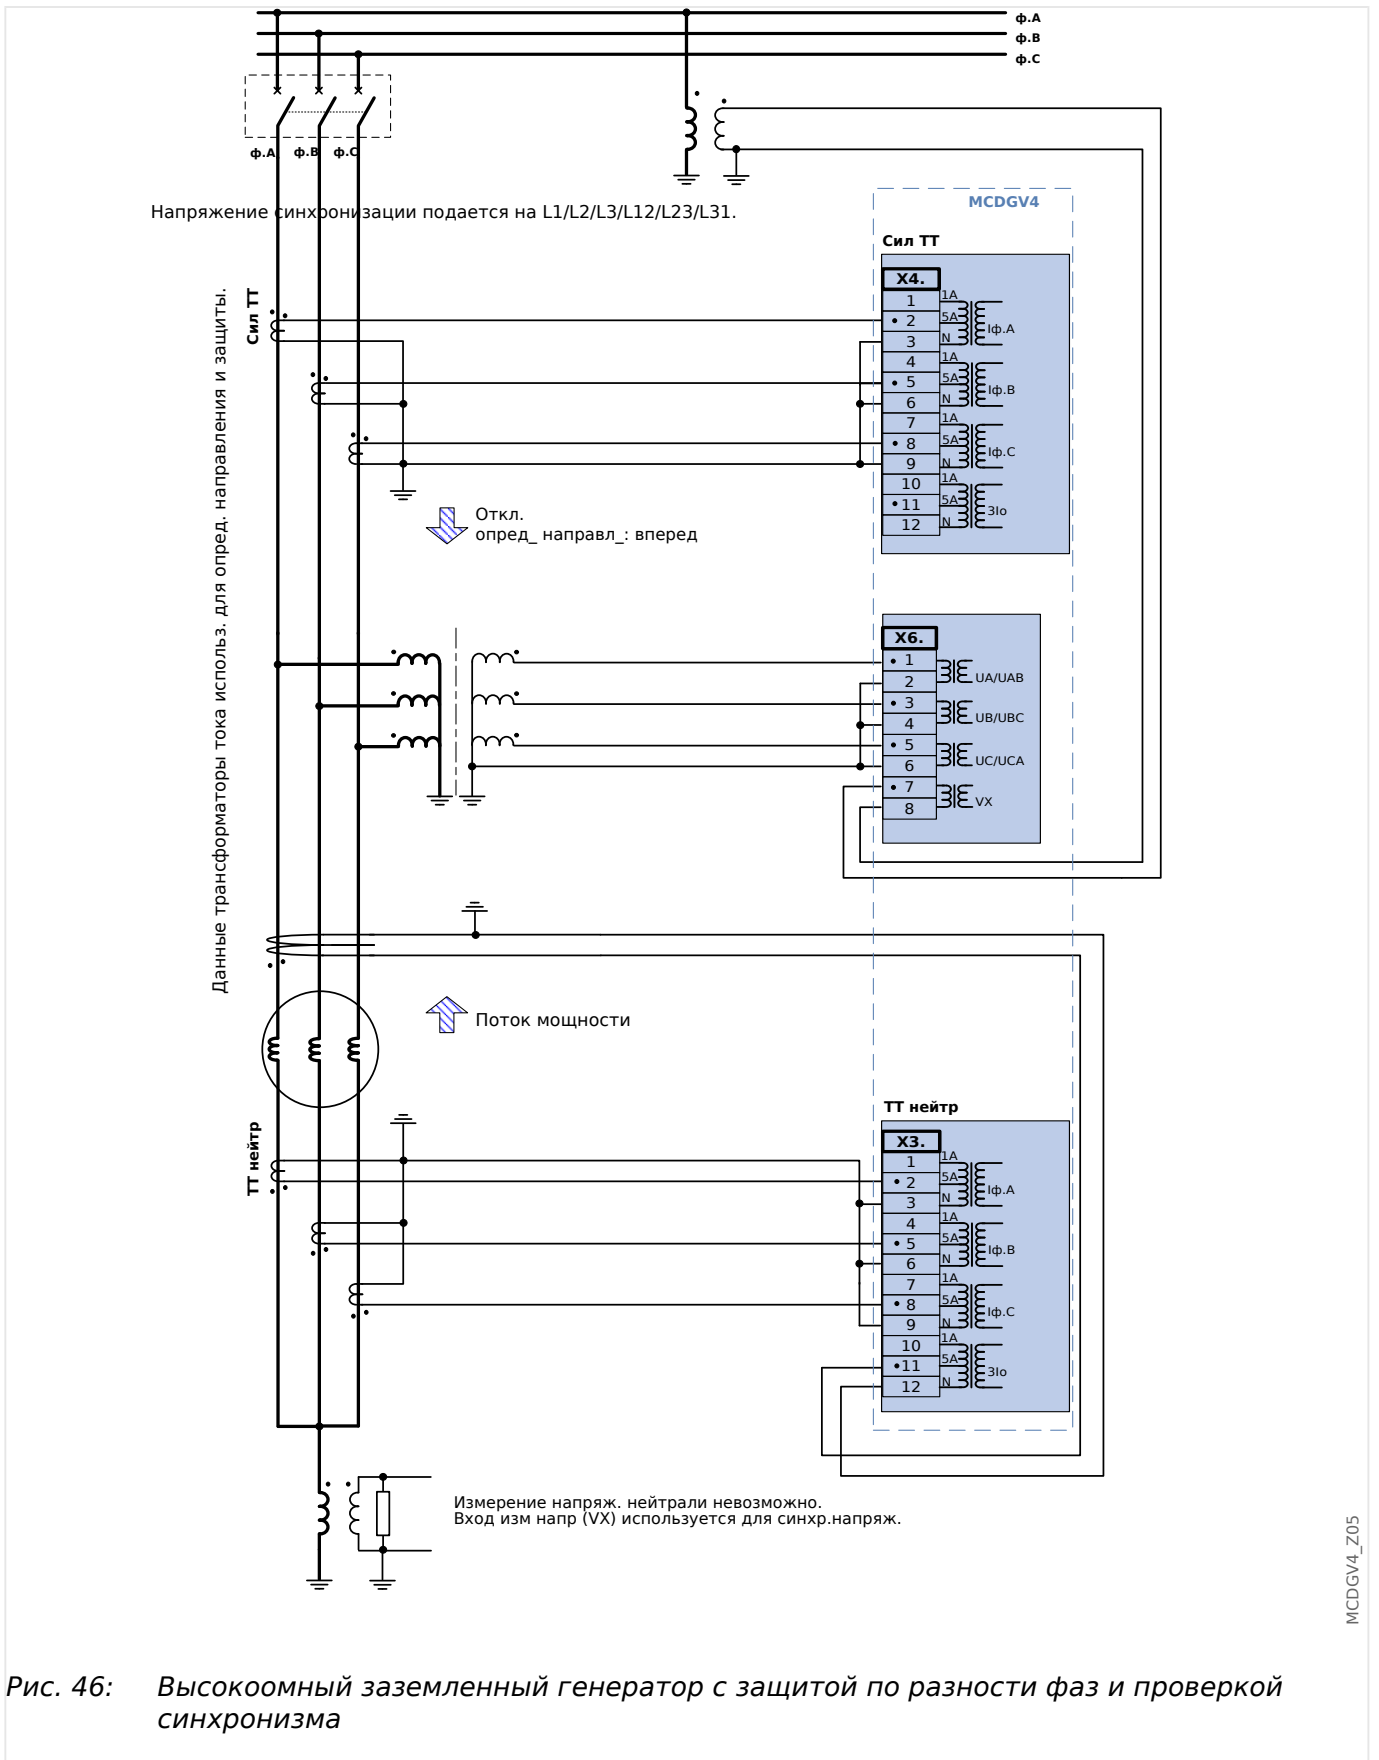 ф.A
ф.B
ф.C
ф.A
ф.B
ф.C
Напряжение синхронизации подается на L1/L2/L3/L12/L23/L31.
MCDGV4
Сил ТТ
X4.
1
2
3
4
5
6
7
8
9
10
11
12
1A
5A
N
Iф.A
1A
5A
N
Iф.B
1A
5A
N
Iф.C
1A
5A
N
3Io
Сил ТТ
Данные трансформаторы тока использ. для опред. направления и защиты.
Откл.
опред_ направл_: вперед
X6.
1
2
3
4
5
6
7
8
UA/UAB
UB/UBC
UC/UCA
VX
Поток мощности
ТТ нейтр
ТТ нейтр
X3.
1
2
3
4
5
6
7
8
9
10
11
12
1A
5A
N
Iф.A
1A
5A
N
Iф.B
1A
5A
N
Iф.C
1A
5A
N
3Io
Измерение напряж. нейтрали невозможно.
Вход изм напр (VX) используется для синхр.напряж.
MCDGV4_Z05
Рис. 46: Высокоомный заземленный генератор с защитой по разности фаз и проверкой
синхронизма